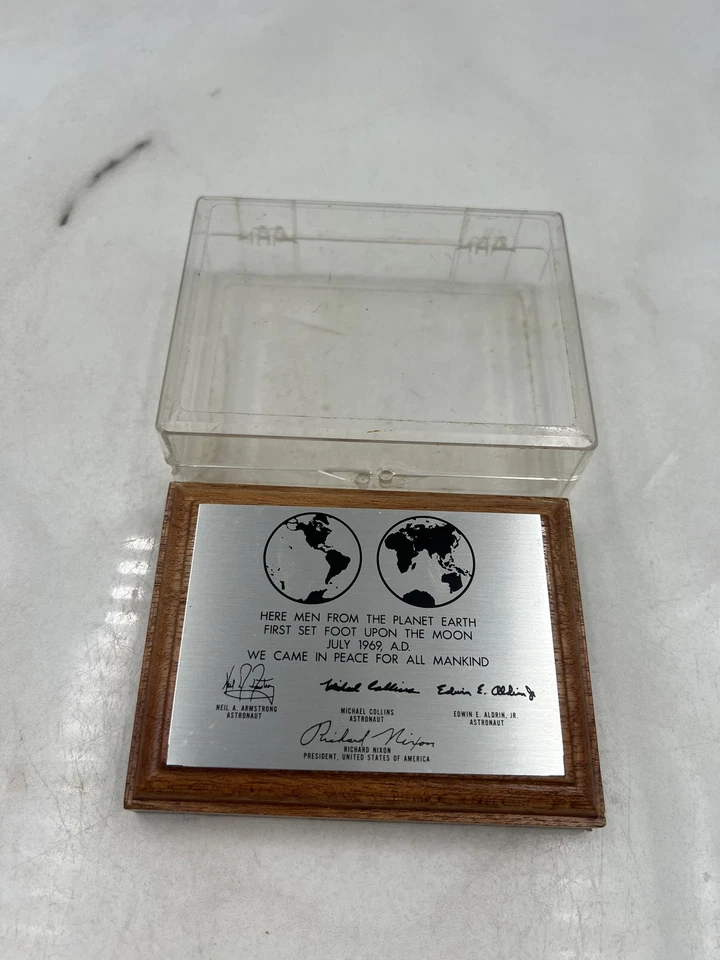 HERE MEN FROM THE PLANET EARTH
FIRST SET FOOT UPON THE MOON
JULY 1969, A.D.
WE CAME IN PEACE FOR ALL MANKIND
Michael Collins
Edwin E. Aldrin Jr
NEIL A. ARMSTRONG
ASTRONAUT
MICHAEL COLLINS
ASTRONAUT
EDWIN E. ALDRIN, JR.
ASTRONAUT
Richard Nixon
RICHARD NIXON
PRESIDENT, UNITED STATES OF AMERICA